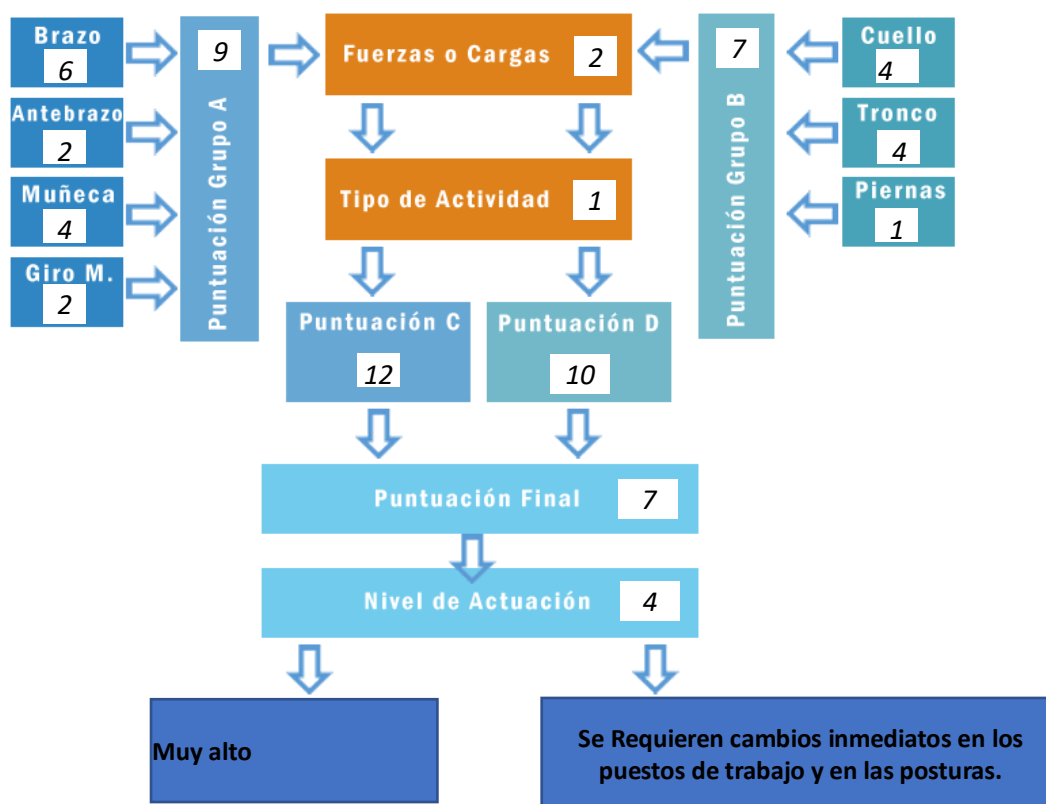 Brazo
6
Antebrazo
2
Muñeca
4
Giro M.
2
Puntuación Grupo A
9
Fuerzas o Cargas 2
Tipo de Actividad 1
7
Puntuación Grupo B
Cuello
4
Tronco
4
Piernas
1
Puntuación C
12
Puntuación D
10
Puntuación Final 7
Nivel de Actuación 4
Muy alto
Se Requieren cambios inmediatos en los
puestos de trabajo y en las posturas.